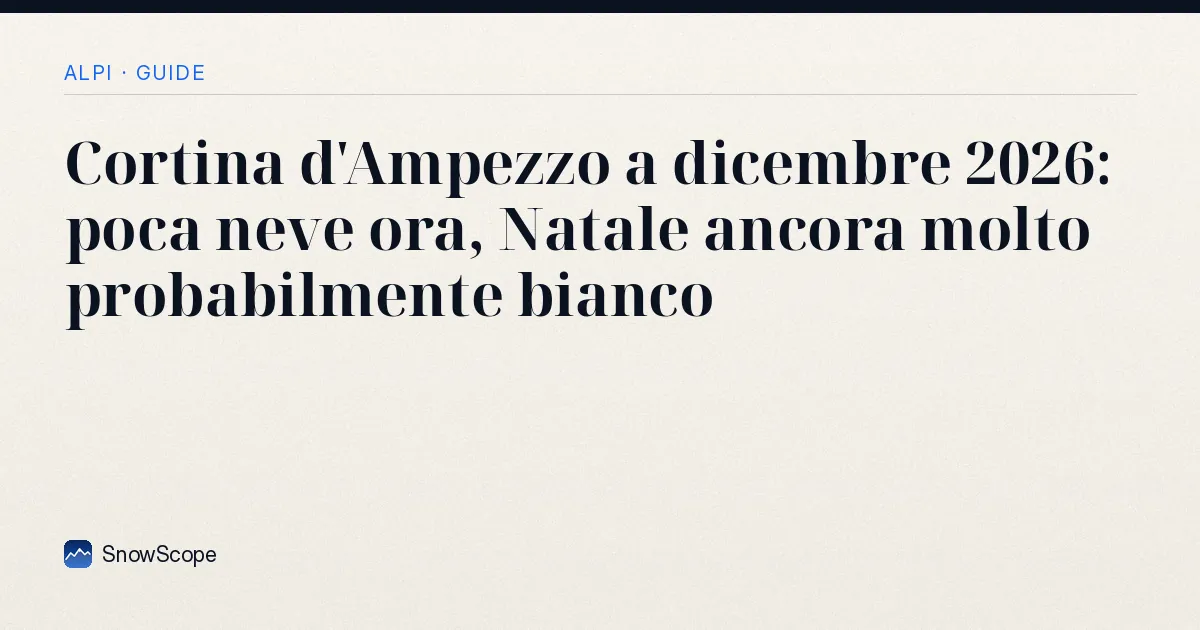 ALPI · GUIDE
Cortina d'Ampezzo a dicembre 2026:
poca neve ora, Natale ancora molto
probabilmente bianco
SnowScope